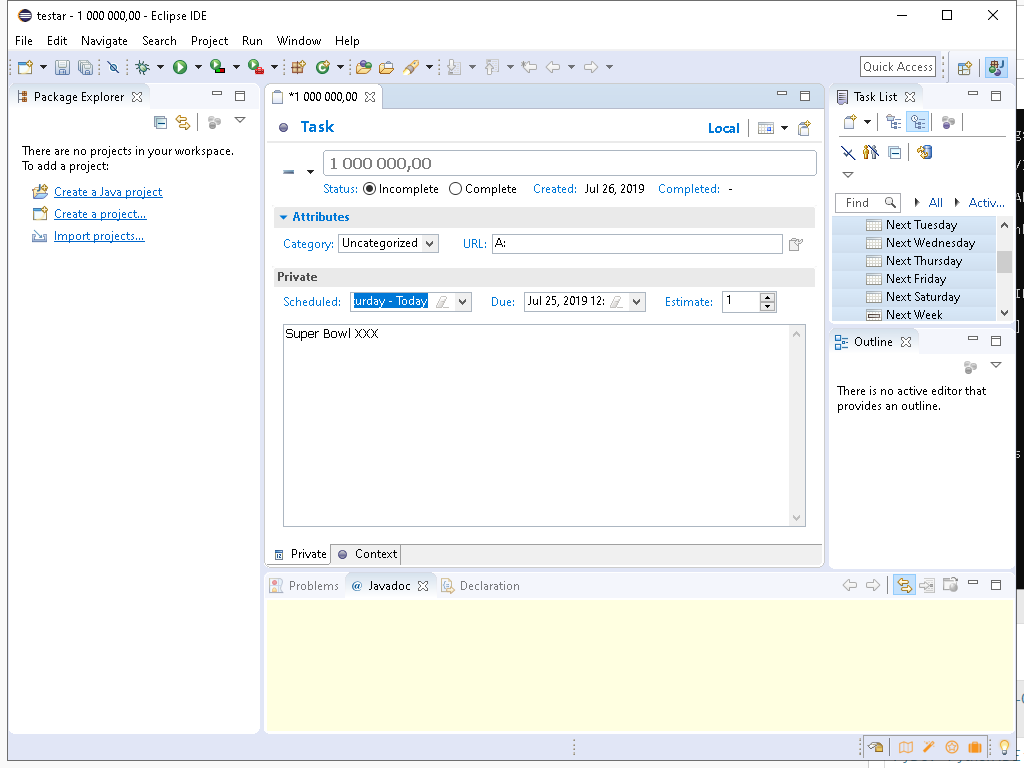 testar - 1 000 000,00 - Eclipse IDE
File Edit Navigate Search Project Run Window Help
Quick Access
Package Explorer
There are no projects in your workspace.
To add a project:
Create a Java project
Create a project...
Import projects...
*1 000 000,00
Task
Local
1 000 000,00
Status: Incomplete Complete Created: Jul 26, 2019 Completed: -
Attributes
Category: Uncategorized URL: A:
Private
Scheduled: urday - Today Due: Jul 25, 2019 12: Estimate: 1
Super Bowl XXX
Private Context
Task List
Find All Activ...
Next Tuesday
Next Wednesday
Next Thursday
Next Friday
Next Saturday
Next Week
Outline
There is no active editor that
provides an outline.
Problems @ Javadoc Declaration